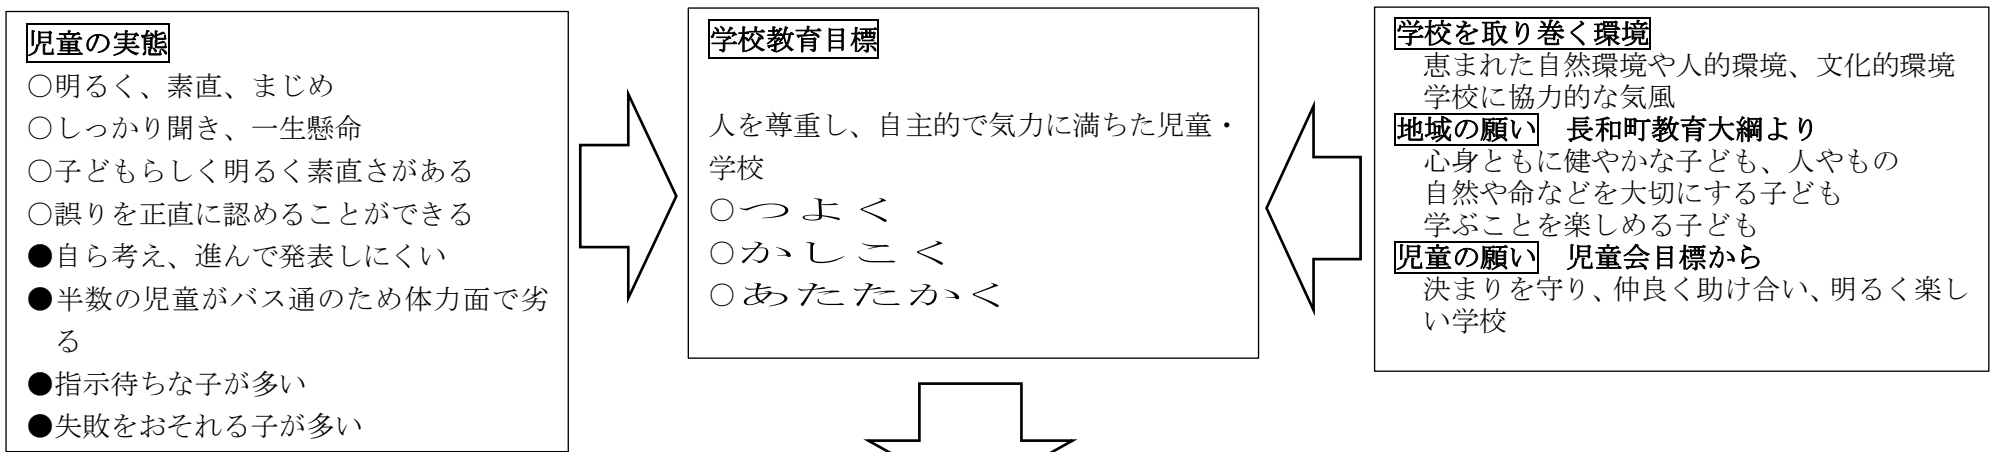 児童の実態
○明るく、素直、まじめ
○しっかり聞き、一生懸命
○子どもらしく明るく素直さがある
○誤りを正直に認めることができる
●自ら考え、進んで発表しにくい
●半数の児童がバス通のため体力面で劣
る
●指示待ちな子が多い
●失敗をおそれる子が多い
学校教育目標
人を尊重し、自主的で気力に満ちた児童・
学校
○つよく
○かしこく
○あたたかく
学校を取り巻く環境
恵まれた自然環境や人的環境、文化的環境
学校に協力的な気風
地域の願い　長和町教育大綱より
心身ともに健やかな子ども、人やもの
自然や命などを大切にする子ども
学ぶことを楽しめる子ども
児童の願い　児童会目標から
決まりを守り、仲良く助け合い、明るく楽し
い学校